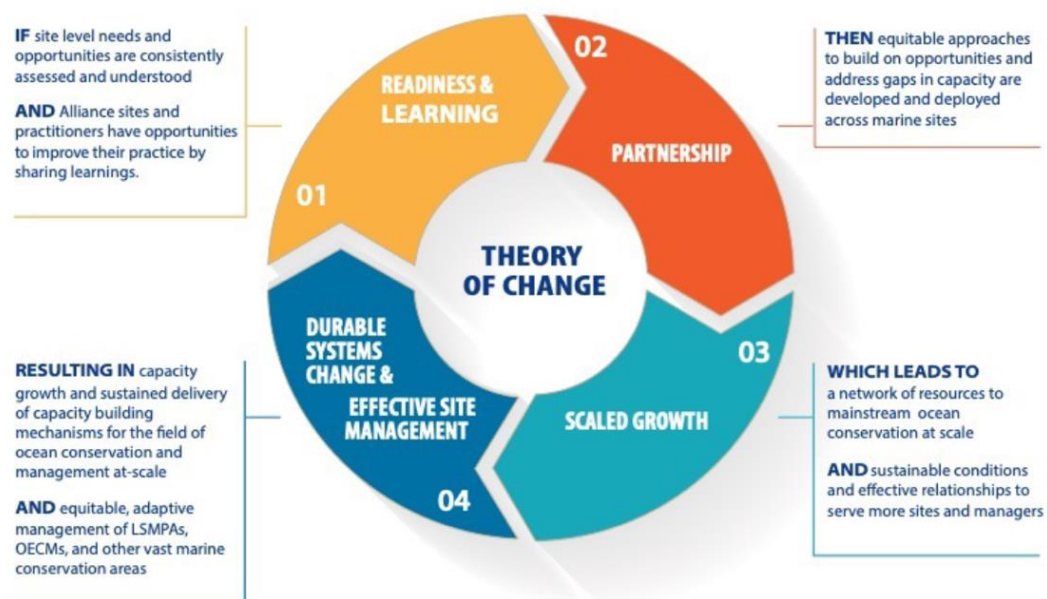 IF site level needs and
opportunities are consistently
assessed and understood
AND Alliance sites and
practitioners have opportunities
to improve their practice by
sharing learnings.
01
READINESS &
LEARNING
02
PARTNERSHIP
THEN equitable approaches
to build on opportunities and
address gaps in capacity are
developed and deployed
across marine sites
THEORY
OF CHANGE
03
SCALED GROWTH
WHICH LEADS TO
a network of resources to
mainstream ocean
conservation at scale
AND sustainable conditions
and effective relationships to
serve more sites and managers
DURABLE
SYSTEMS
CHANGE &
EFFECTIVE SITE
MANAGEMENT
04
RESULTING IN capacity
growth and sustained delivery
of capacity building
mechanisms for the field of
ocean conservation and
management at-scale
AND equitable, adaptive
management of LSMPAs,
OECMs, and other vast marine
conservation areas